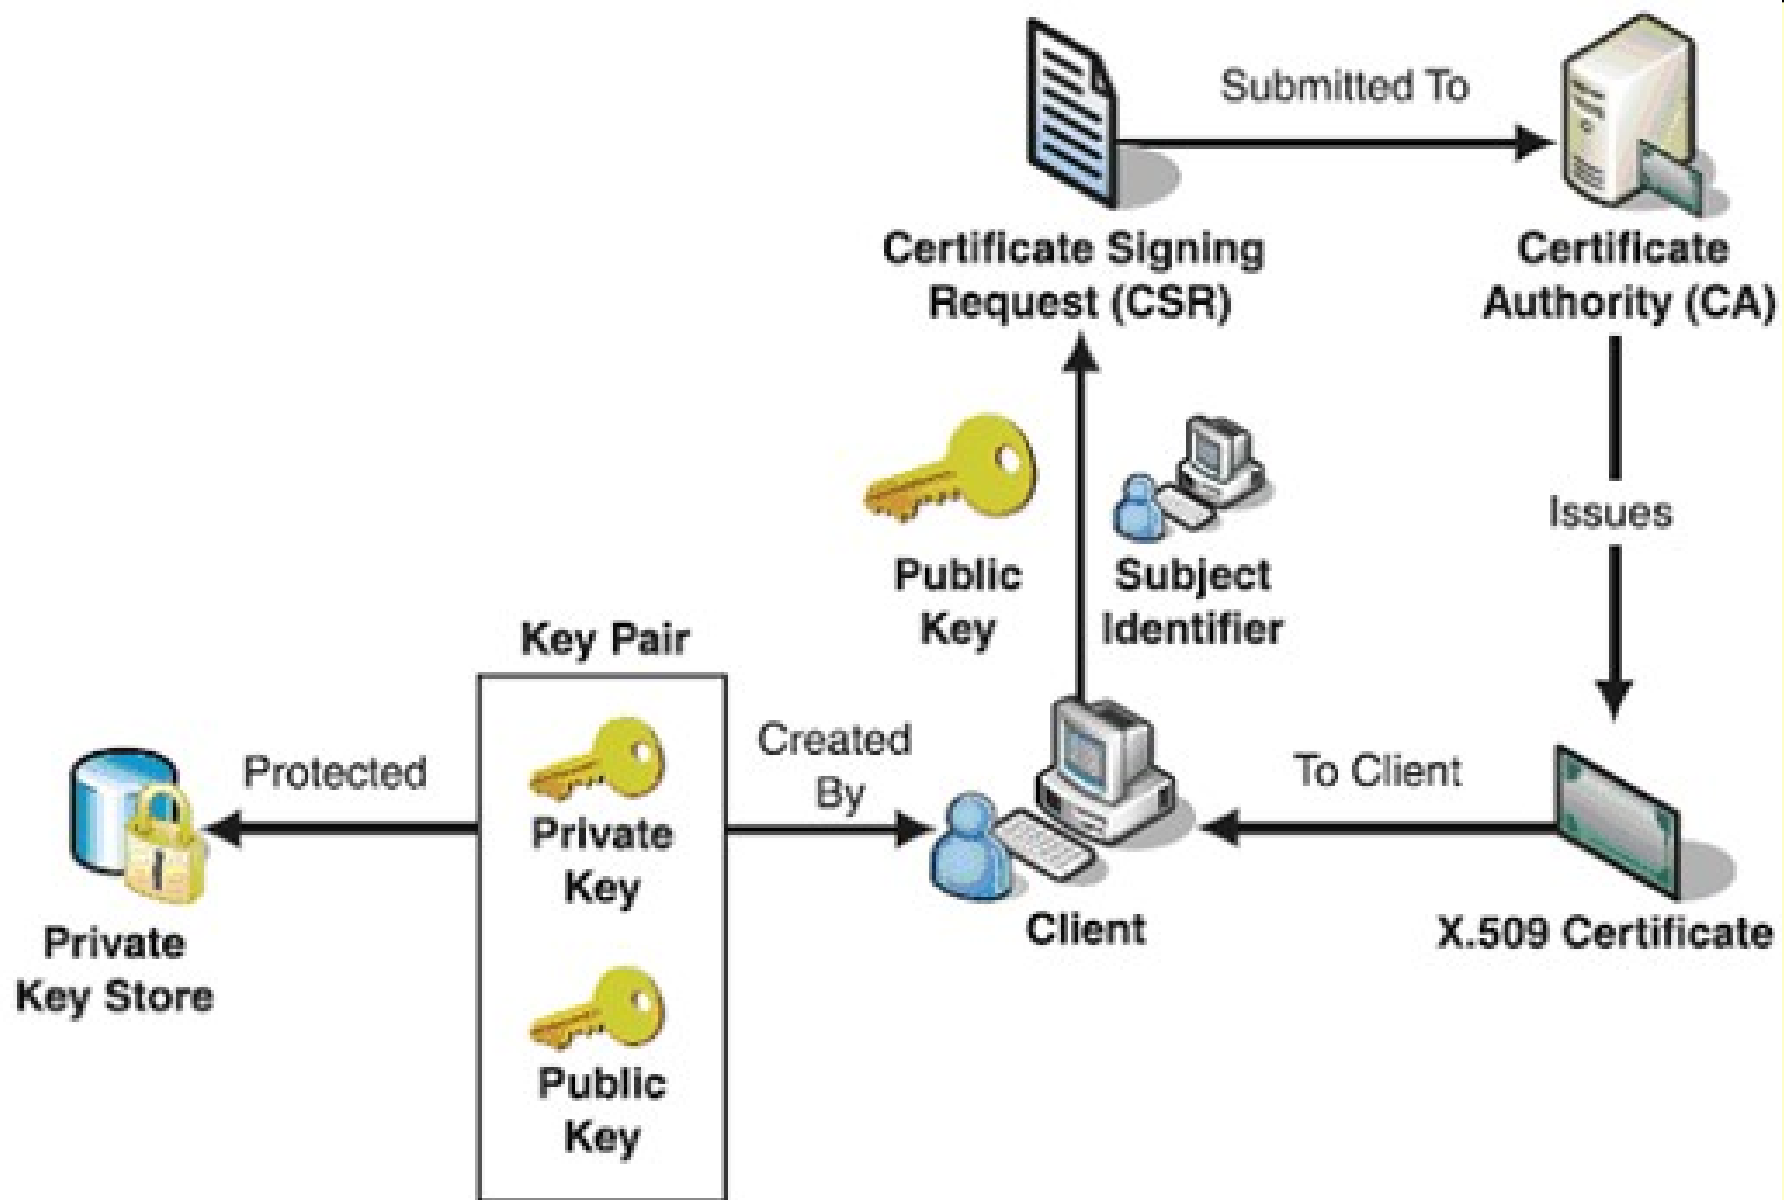 Submitted To
Certificate Signing
Request (CSR)
Certificate
Authority (CA)
Issues
Public
Key
Subject
Identifier
Key Pair
Protected
Private
Key
Created
By
To Client
Client
X.509 Certificate
Private
Key Store
Public
Key